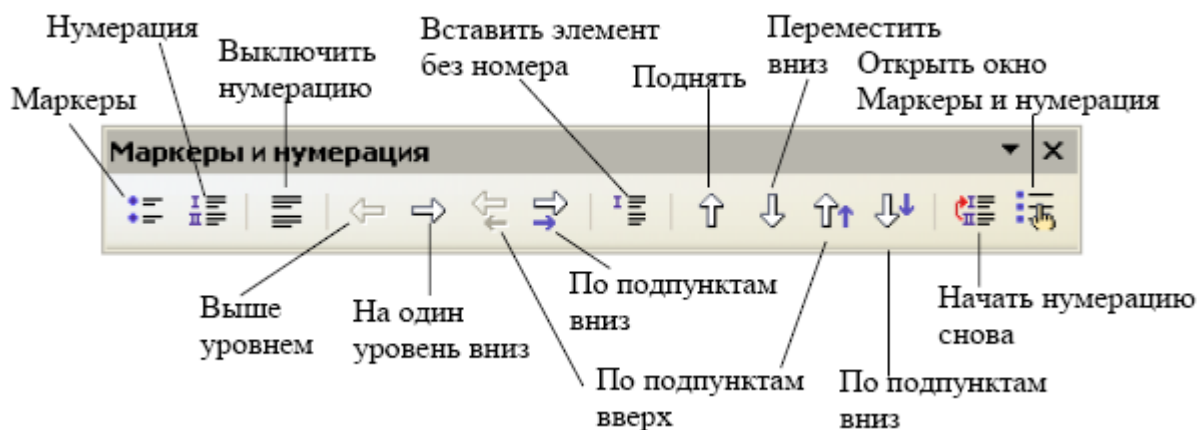 Нумерация
Выключить
нумерацию
Маркеры
Вставить элемент
без номера
Поднять
Переместить
вниз
Открыть окно
Маркеры и нумерация
Маркеры и нумерация
Выше
уровнем
На один
уровень вниз
По подпунктам
вниз
По подпунктам
вверх
По подпунктам
вниз
Начать нумерацию
снова